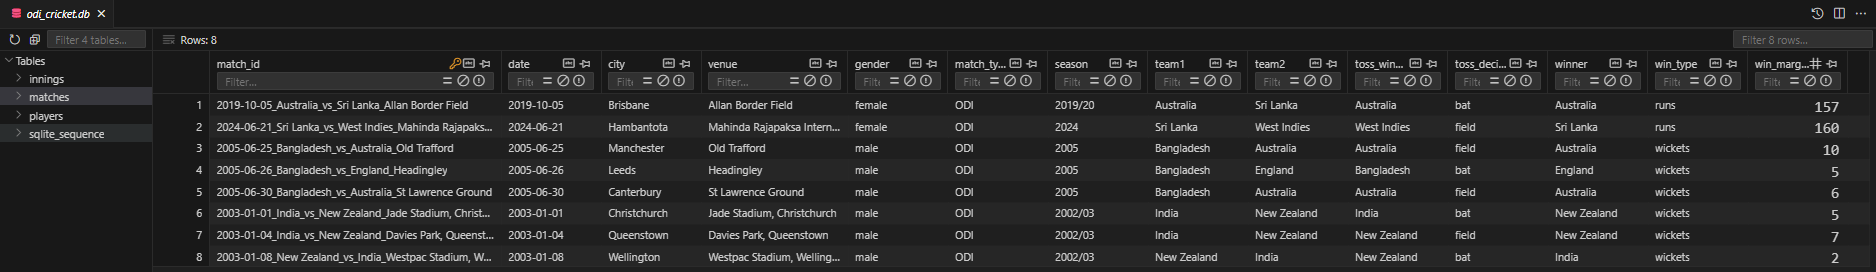 odi_cricket.db
Filter 4 tables...
Rows: 8
Filter 8 rows...
Tables
innings
matches
players
sqlite_sequence
match_id date city venue gender match_ty... season team1 team2 toss_win... toss_deci... winner win_type win_marg...
Filter... Filt Filt Filter... Filt Filt Filt Filt Filt Filt Filt Filt Filt Filt
1 2019-10-05_Australia_vs_Sri Lanka_Allan Border Field 2019-10-05 Brisbane Allan Border Field female ODI 2019/20 Australia Sri Lanka Australia bat Australia runs 157
2 2024-06-21_Sri Lanka_vs_West Indies_Mahinda Rajapaks... 2024-06-21 Hambantota Mahinda Rajapaksa Intern... female ODI 2024 Sri Lanka West Indies West Indies field Sri Lanka runs 160
3 2005-06-25_Bangladesh_vs_Australia_Old Trafford 2005-06-25 Manchester Old Trafford male ODI 2005 Bangladesh Australia Australia field Australia wickets 10
4 2005-06-26_Bangladesh_vs_England_Headingley 2005-06-26 Leeds Headingley male ODI 2005 Bangladesh England Bangladesh bat England wickets 5
5 2005-06-30_Bangladesh_vs_Australia_St Lawrence Ground 2005-06-30 Canterbury St Lawrence Ground male ODI 2005 Bangladesh Australia Australia field Australia wickets 6
6 2003-01-01_India_vs_New Zealand_Jade Stadium, Christ... 2003-01-01 Christchurch Jade Stadium, Christchurch male ODI 2002/03 India New Zealand India bat New Zealand wickets 5
7 2003-01-04_India_vs_New Zealand_Davies Park, Queenst... 2003-01-04 Queenstown Davies Park, Queenstown male ODI 2002/03 India New Zealand New Zealand field New Zealand wickets 7
8 2003-01-08_New Zealand_vs_India_Westpac Stadium, W... 2003-01-08 Wellington Westpac Stadium, Welling... male ODI 2002/03 New Zealand India New Zealand bat India wickets 2